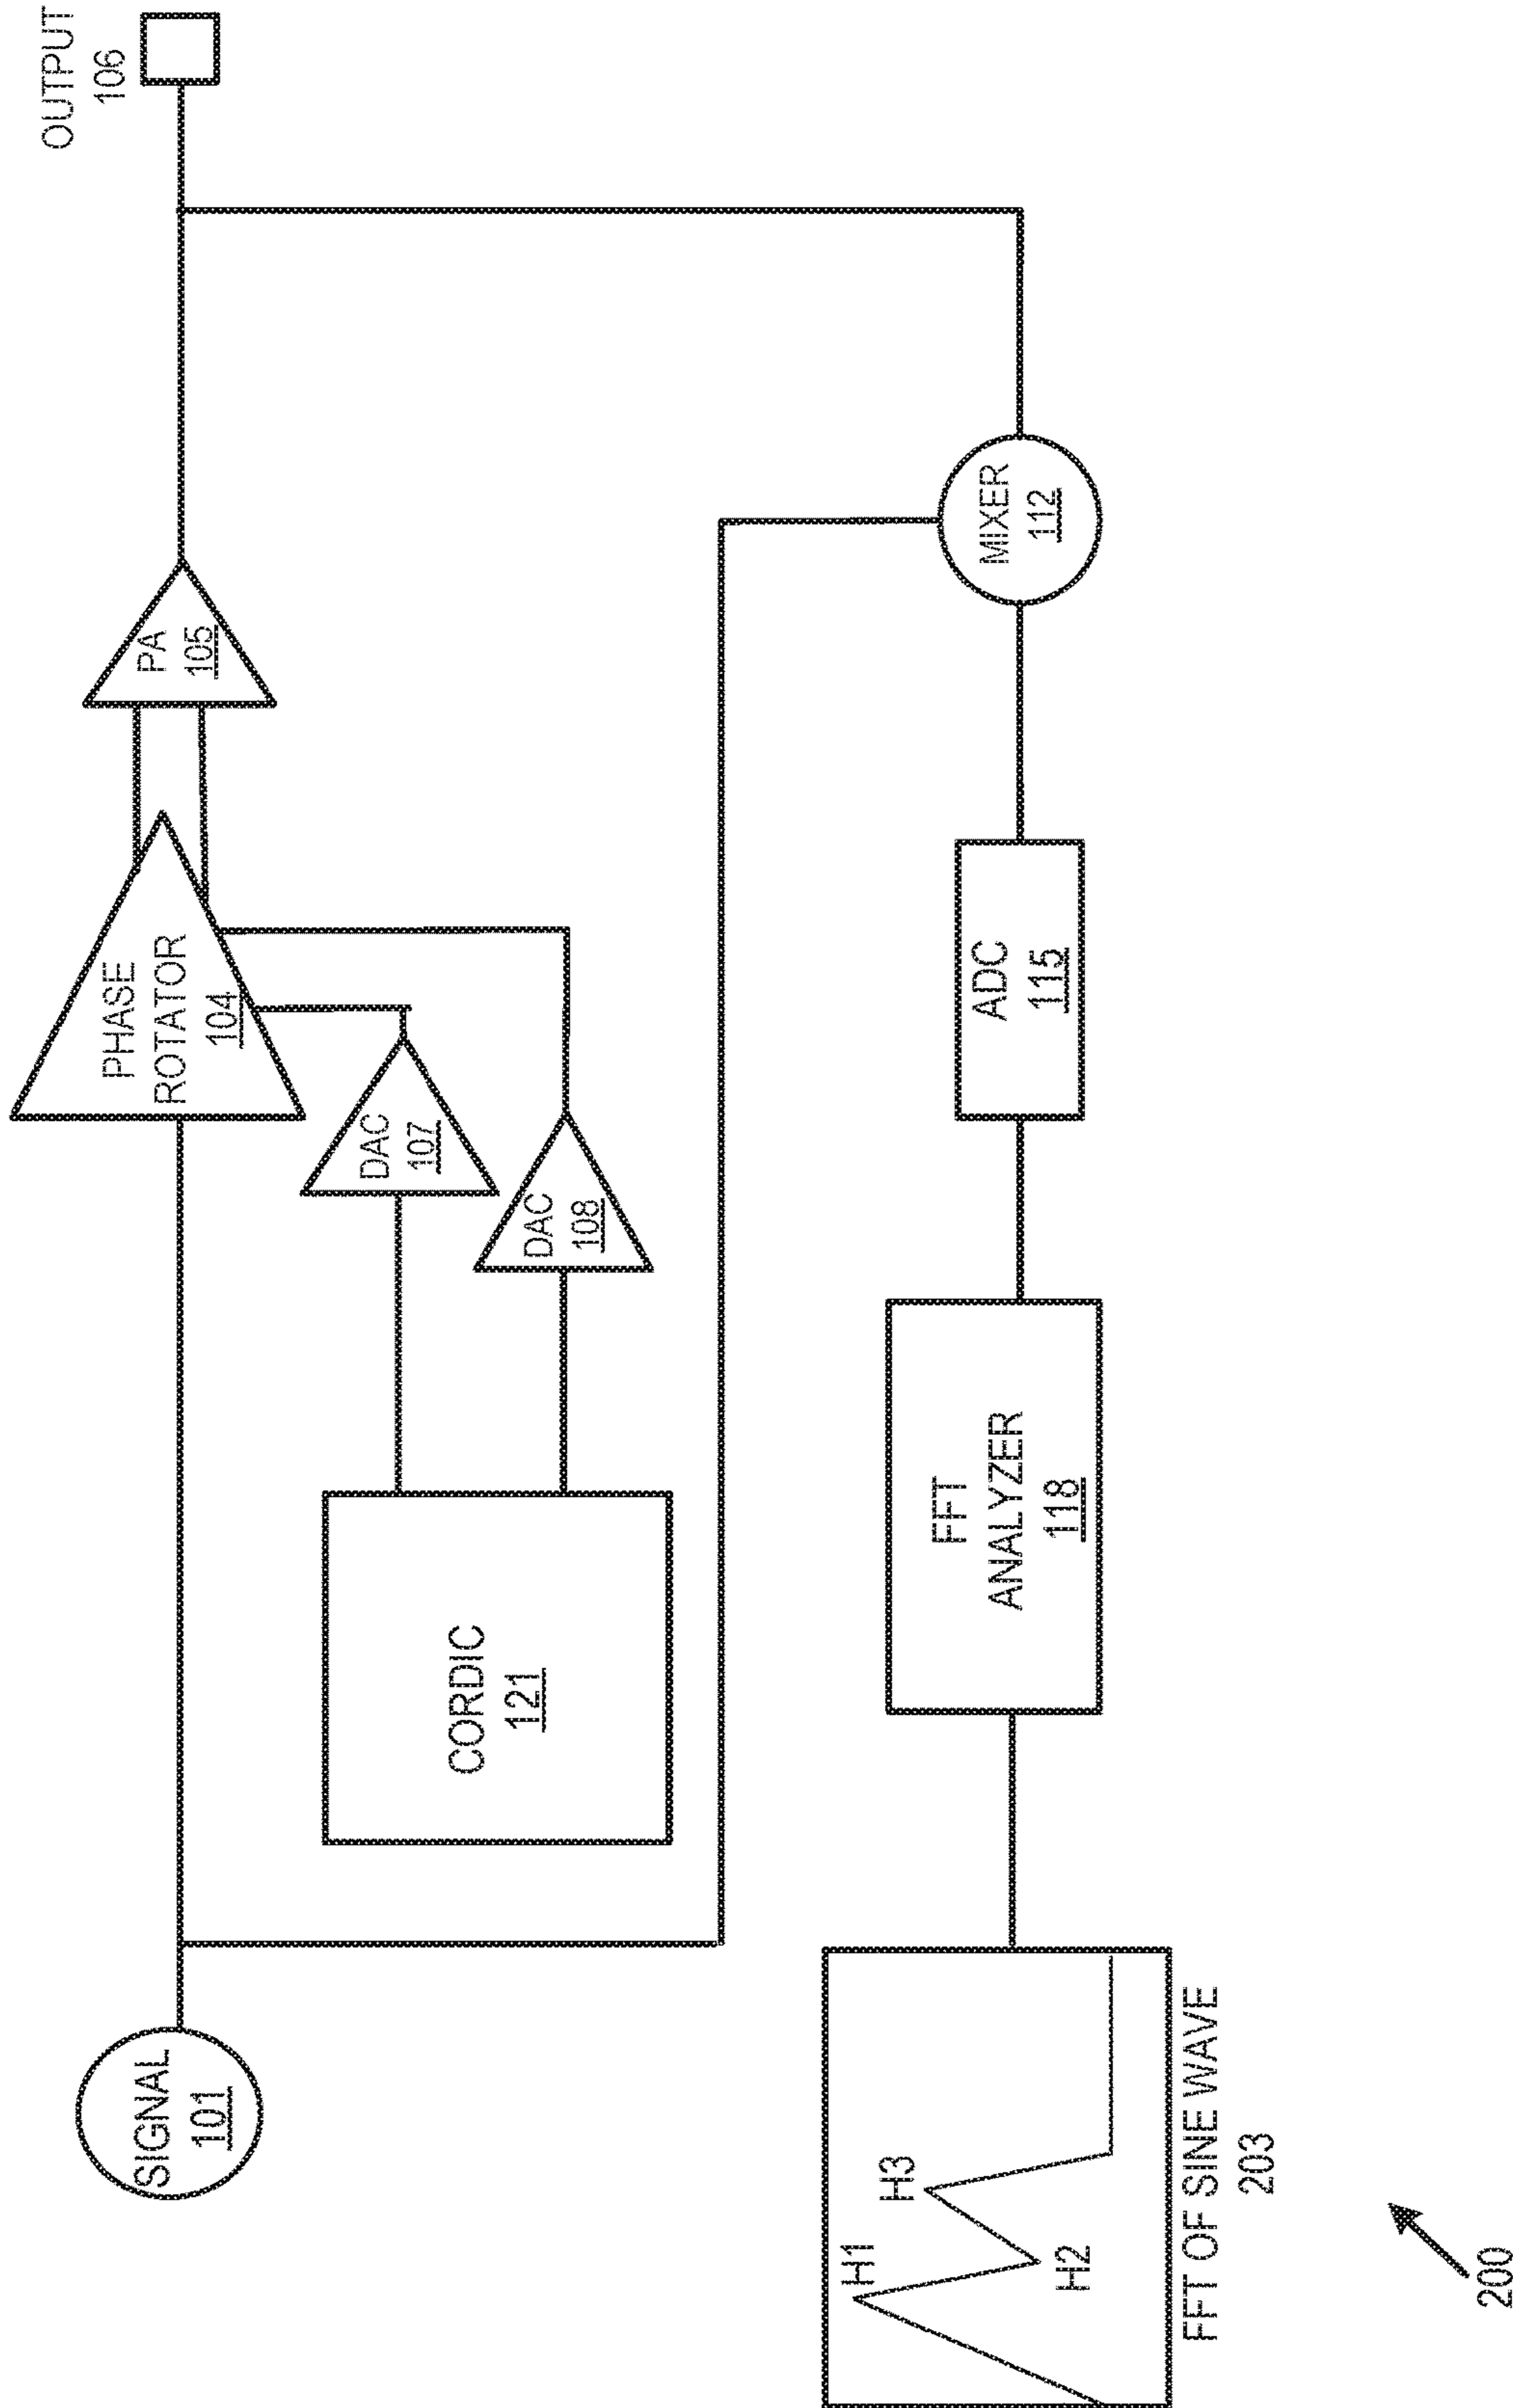 SIGNAL
101
PHASE
ROTATOR
104
PA
105
OUTPUT
106
CORDIC
121
DAC
107
DAC
108
MIXER
112
ADC
115
FFT
ANALYZER
118
H1
H2
H3
FFT OF SINE WAVE
203
200